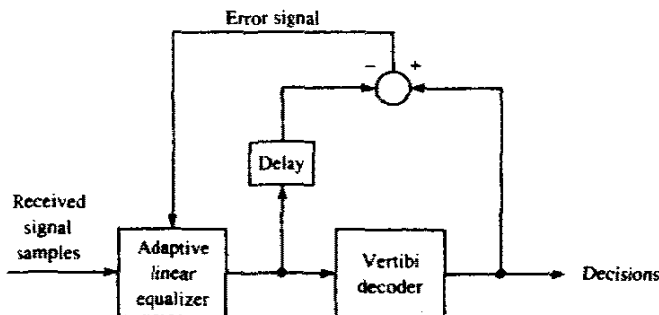 Error signal
− +
Delay
Received
signal
samples
Adaptive
linear
equalizer
Vertibi
decoder
Decisions